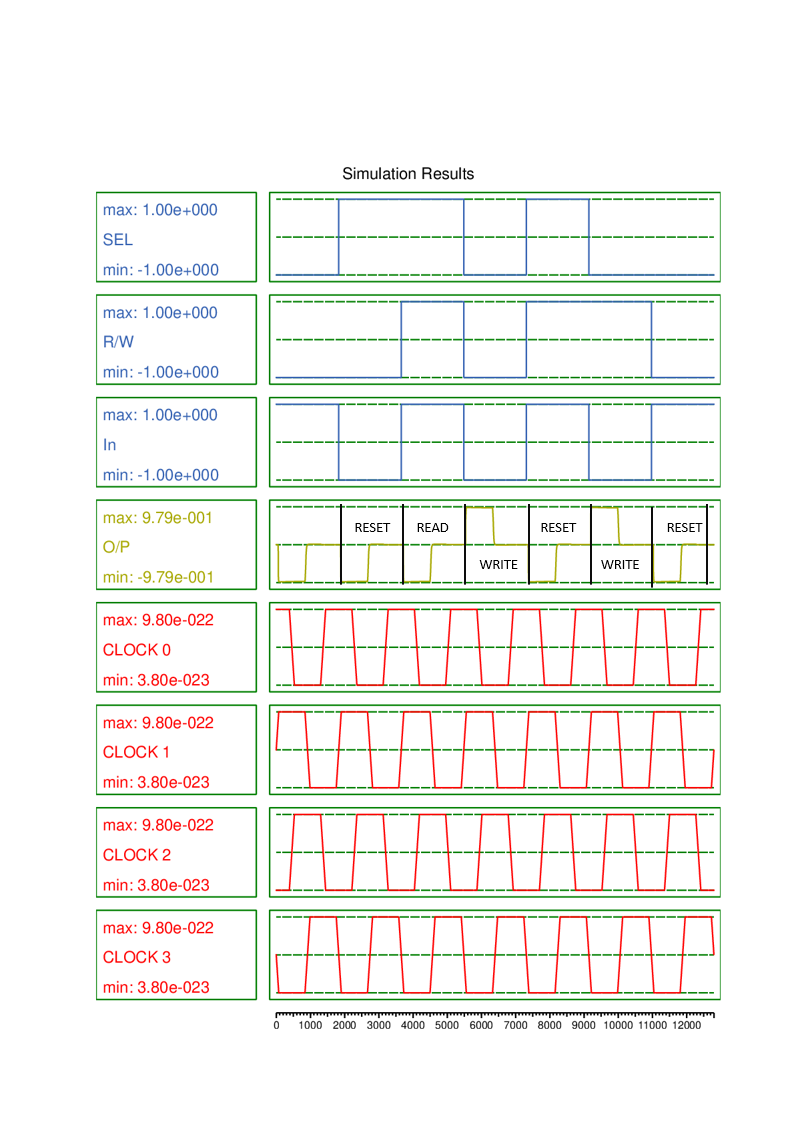 Simulation Results
max: 1.00e+000
SEL
min: -1.00e+000
max: 1.00e+000
R/W
min: -1.00e+000
max: 1.00e+000
In
min: -1.00e+000
max: 9.79e-001
O/P
min: -9.79e-001
RESET READ RESET RESET
WRITE WRITE
max: 9.80e-022
CLOCK 0
min: 3.80e-023
max: 9.80e-022
CLOCK 1
min: 3.80e-023
max: 9.80e-022
CLOCK 2
min: 3.80e-023
max: 9.80e-022
CLOCK 3
min: 3.80e-023
0 1000 2000 3000 4000 5000 6000 7000 8000 9000 10000 11000 12000